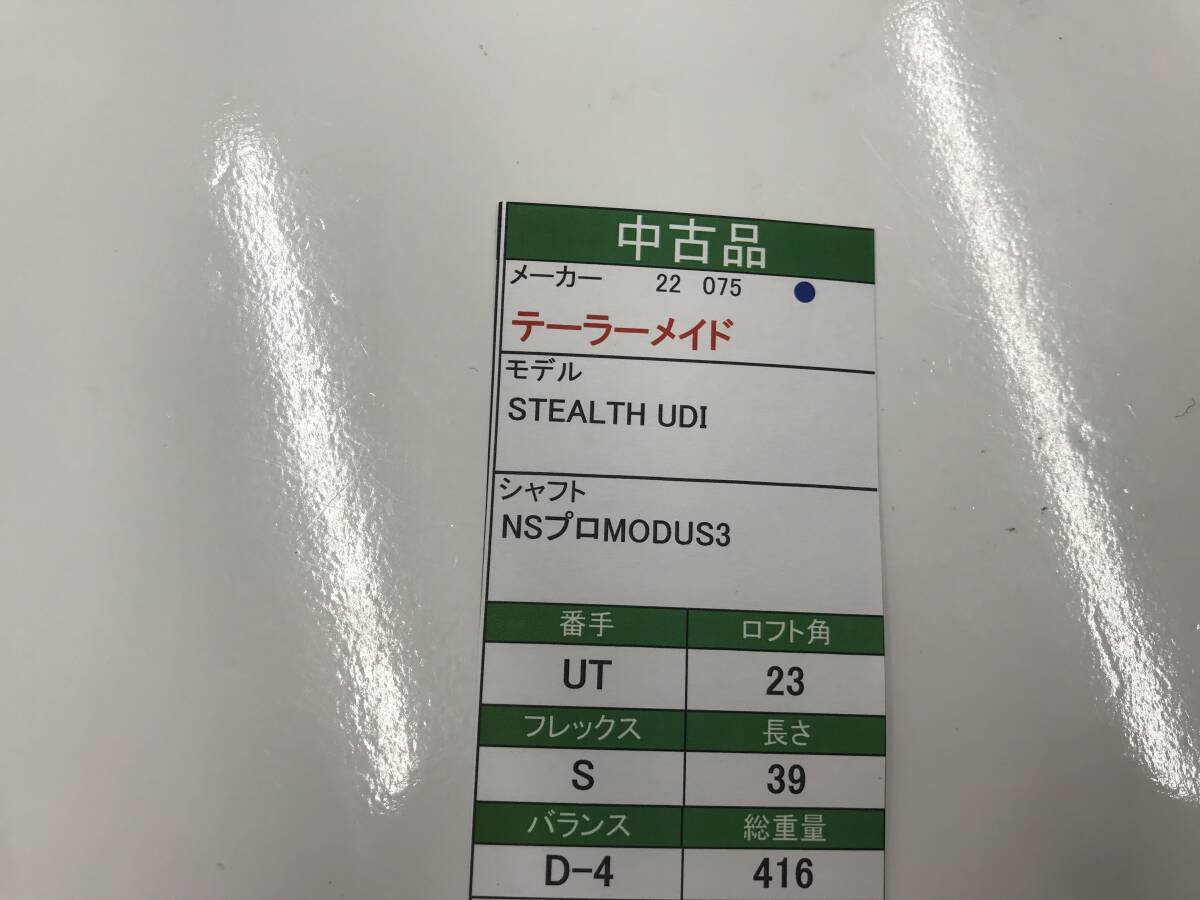 中古品
メーカー 22 075
テーラーメイド
モデル
STEALTH UDI
シャフト
NSプロMODUS3
番手 ロフト角
UT 23
フレックス 長さ
S 39
バランス 総重量
D-4 416